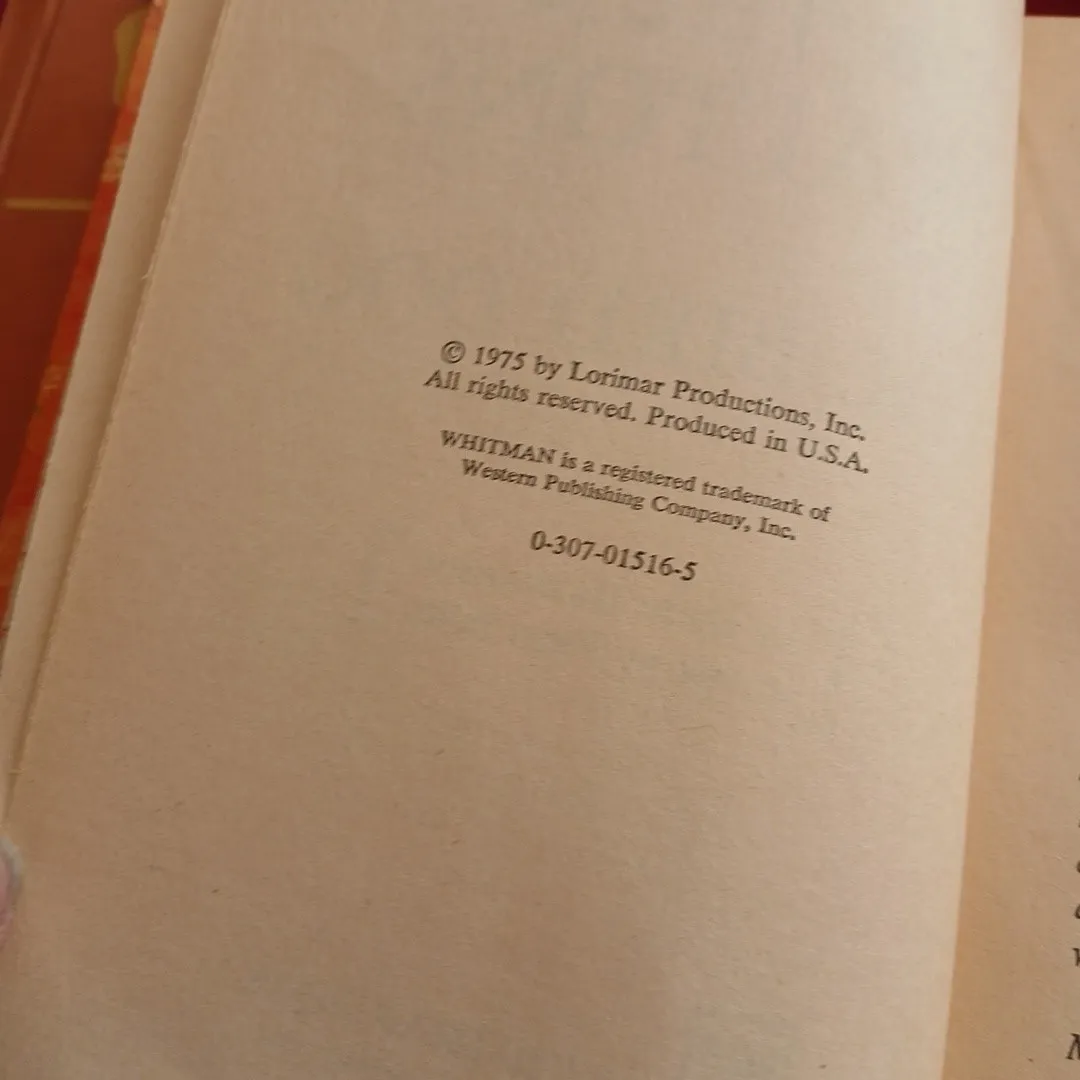 © 1975 by Lorimar Productions, Inc.
All rights reserved. Produced in U.S.A.
WHITMAN is a registered trademark of
Western Publishing Company, Inc.
0-307-01516-5